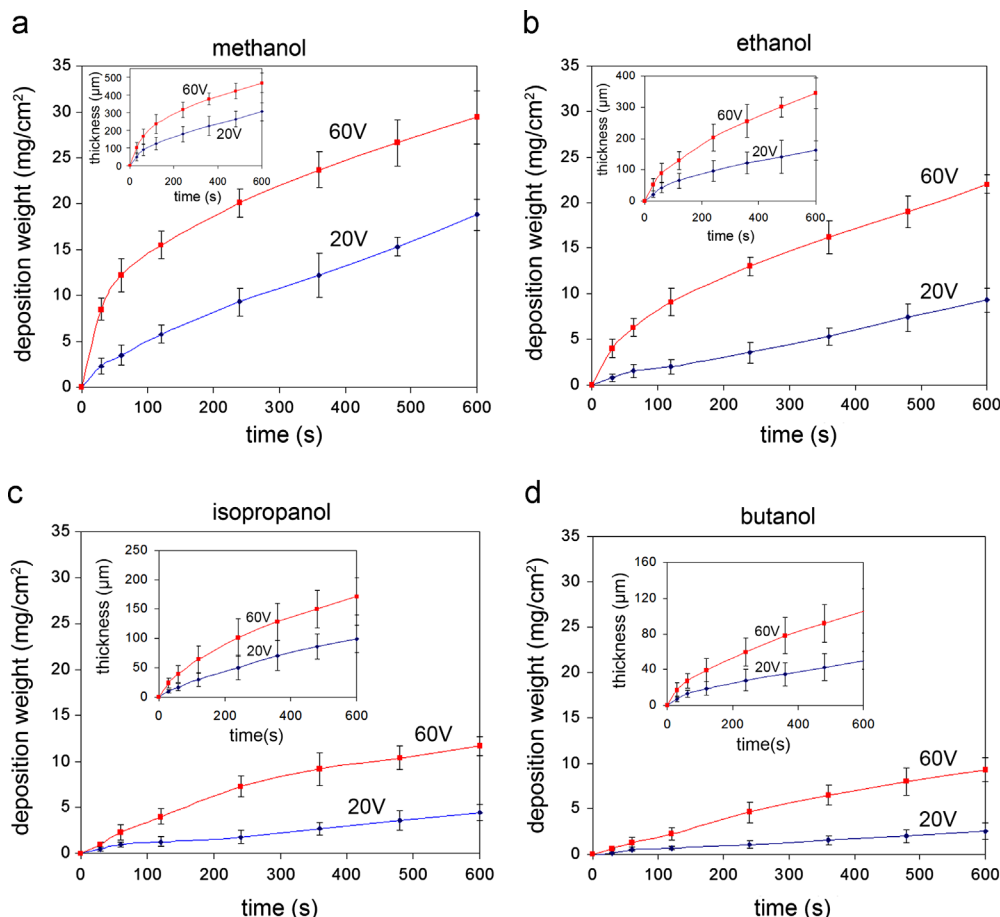 a
methanol
deposition weight (mg/cm²)
35
30
25
20
15
10
5
0
0 100 200 300 400 500 600
time (s)
60V
20V
thickness (µm)
500
400
300
200
100
0
0 200 400 600
time (s)
60V
20V
b
ethanol
deposition weight (mg/cm²)
35
30
25
20
15
10
5
0
0 100 200 300 400 500 600
time (s)
60V
20V
thickness (µm)
400
300
200
100
0
0 200 400 600
time (s)
60V
20V
c
isopropanol
deposition weight (mg/cm²)
35
30
25
20
15
10
5
0
0 100 200 300 400 500 600
time (s)
60V
20V
thickness (µm)
250
200
150
100
50
0
0 200 400 600
time(s)
60V
20V
d
butanol
deposition weight (mg/cm²)
35
30
25
20
15
10
5
0
0 100 200 300 400 500 600
time (s)
60V
20V
thickness (µm)
160
120
80
40
0
0 200 400 600
time(s)
60V
20V